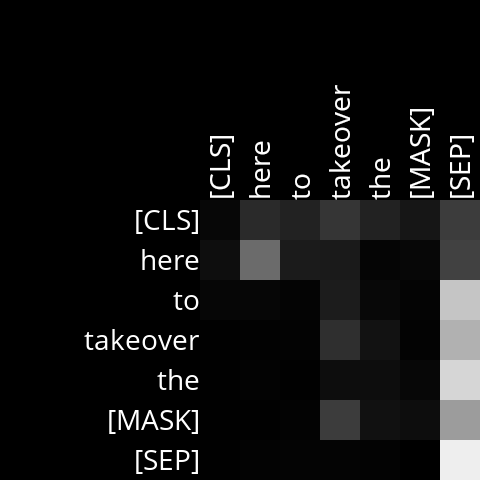 [CLS] here to takeover the [MASK] [SEP]
[CLS]
here
to
takeover
the
[MASK]
[SEP]